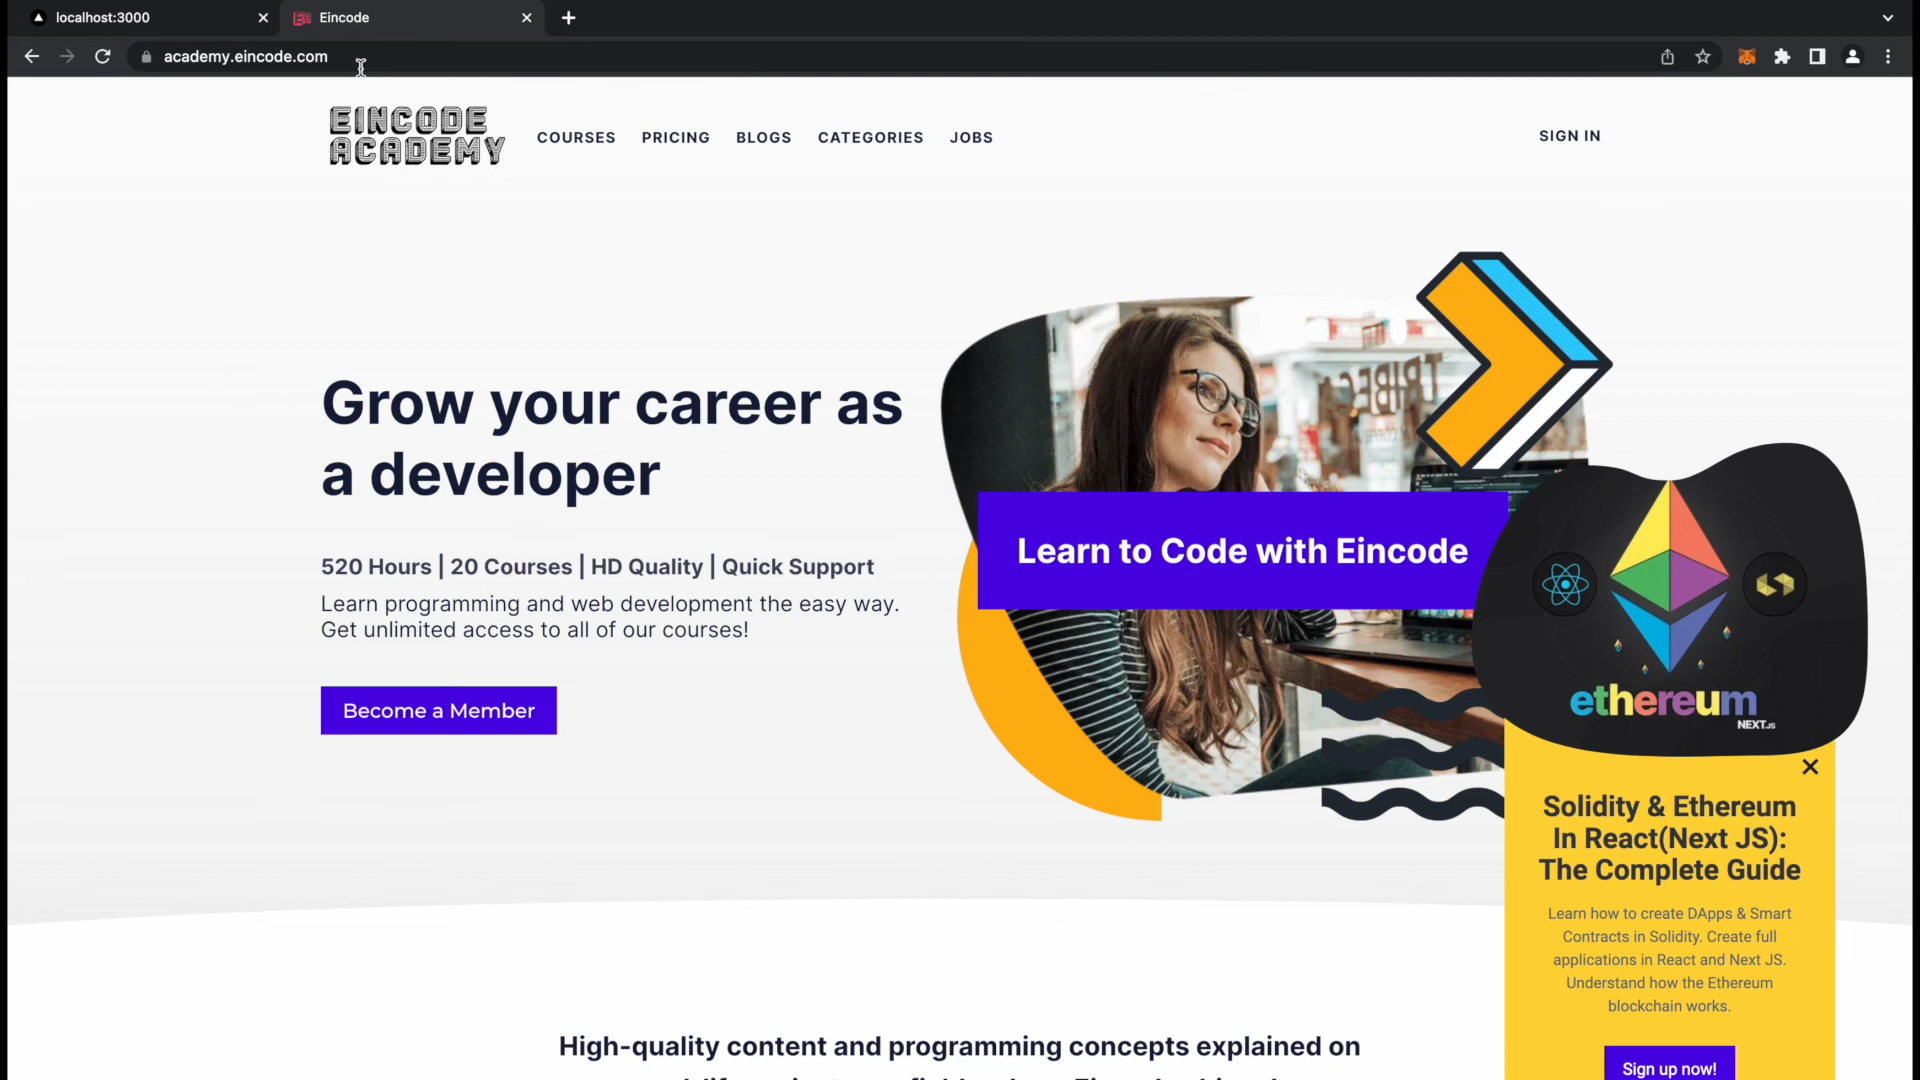 localhost:3000
Eincode
academy.eincode.com
EINCODE
ACADEMY
COURSES
PRICING
BLOGS
CATEGORIES
JOBS
SIGN IN
Grow your career as
a developer
520 Hours | 20 Courses | HD Quality | Quick Support
Learn programming and web development the easy way.
Get unlimited access to all of our courses!
Become a Member
Learn to Code with Eincode
ethereum
NEXT.JS
Solidity & Ethereum
In React(Next JS):
The Complete Guide
Learn how to create DApps & Smart
Contracts in Solidity. Create full
applications in React and Next JS.
Understand how the Ethereum
blockchain works.
Sign up now!
High-quality content and programming concepts explained on